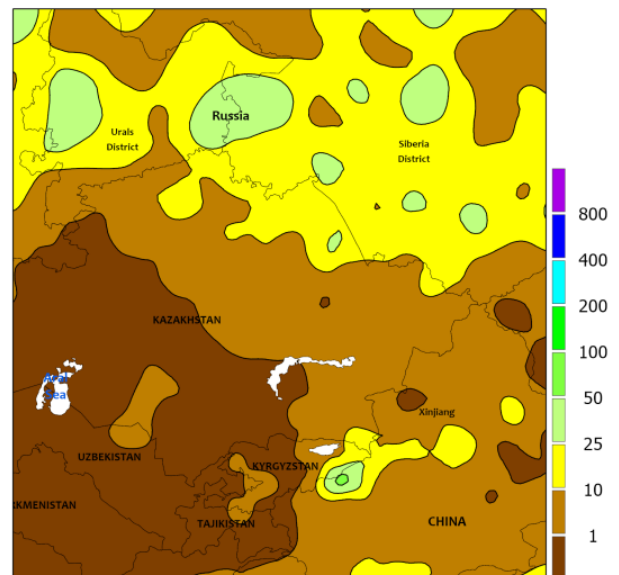 Russia
Urals
District
Siberia
District
KAZAKHSTAN
Aral
Sea
Xinjiang
UZBEKISTAN
KYRGYZSTAN
RKMENISTAN
TAJIKISTAN
CHINA
800
400
200
100
50
25
10
1